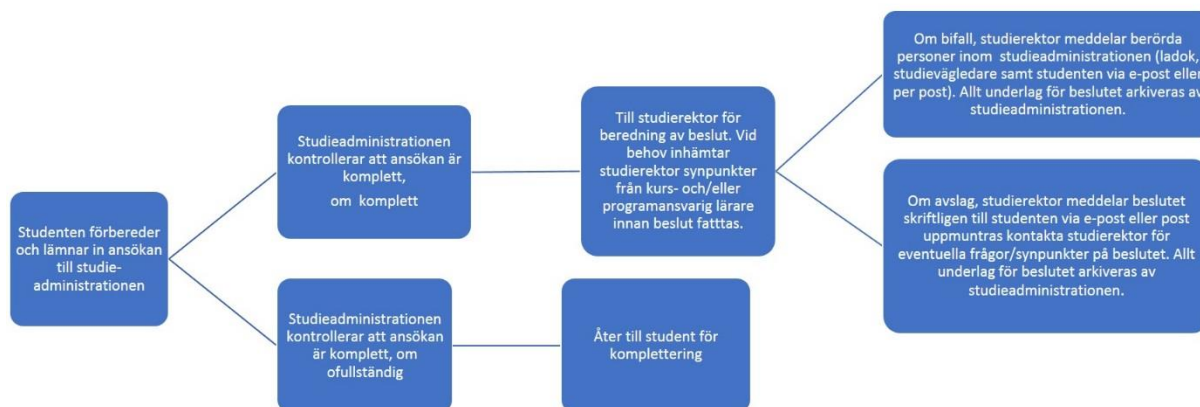 Studenten förbereder
och lämnar in ansökan
till studie-
administrationen
Studieadministrationen
kontrollerar att ansökan är
komplett,
om komplett
Studieadministrationen
kontrollerar att ansökan
är komplett, om
ofullständig
Till studierektor för
beredning av beslut. Vid
behov inhämtar
studierektor synpunkter
från kurs- och/eller
programansvarig lärare
innan beslut fatttas.
Åter till student för
komplettering
Om bifall, studierektor meddelar berörda
personer inom studieadministrationen (ladok,
studievägledare samt studenten via e-post eller
per post). Allt underlag för beslutet arkiveras av
studieadministrationen.
Om avslag, studierektor meddelar beslutet
skriftligen till studenten via e-post eller post
uppmuntras kontakta studierektor för
eventuella frågor/synpunkter på beslutet. Allt
underlag för beslutet arkiveras av
studieadministrationen.